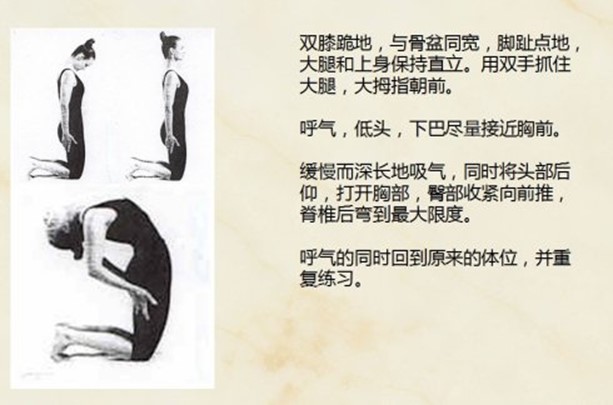 双膝跪地，与骨盆同宽，脚趾点地，
大腿和上身保持直立。用双手抓住
大腿，大拇指朝前。
呼气，低头，下巴尽量接近胸前。
缓慢而深长地吸气，同时将头部后
仰，打开胸部，臀部收紧向前推，
脊椎后弯到最大限度。
呼气的同时回到原来的体位，并重
复练习。